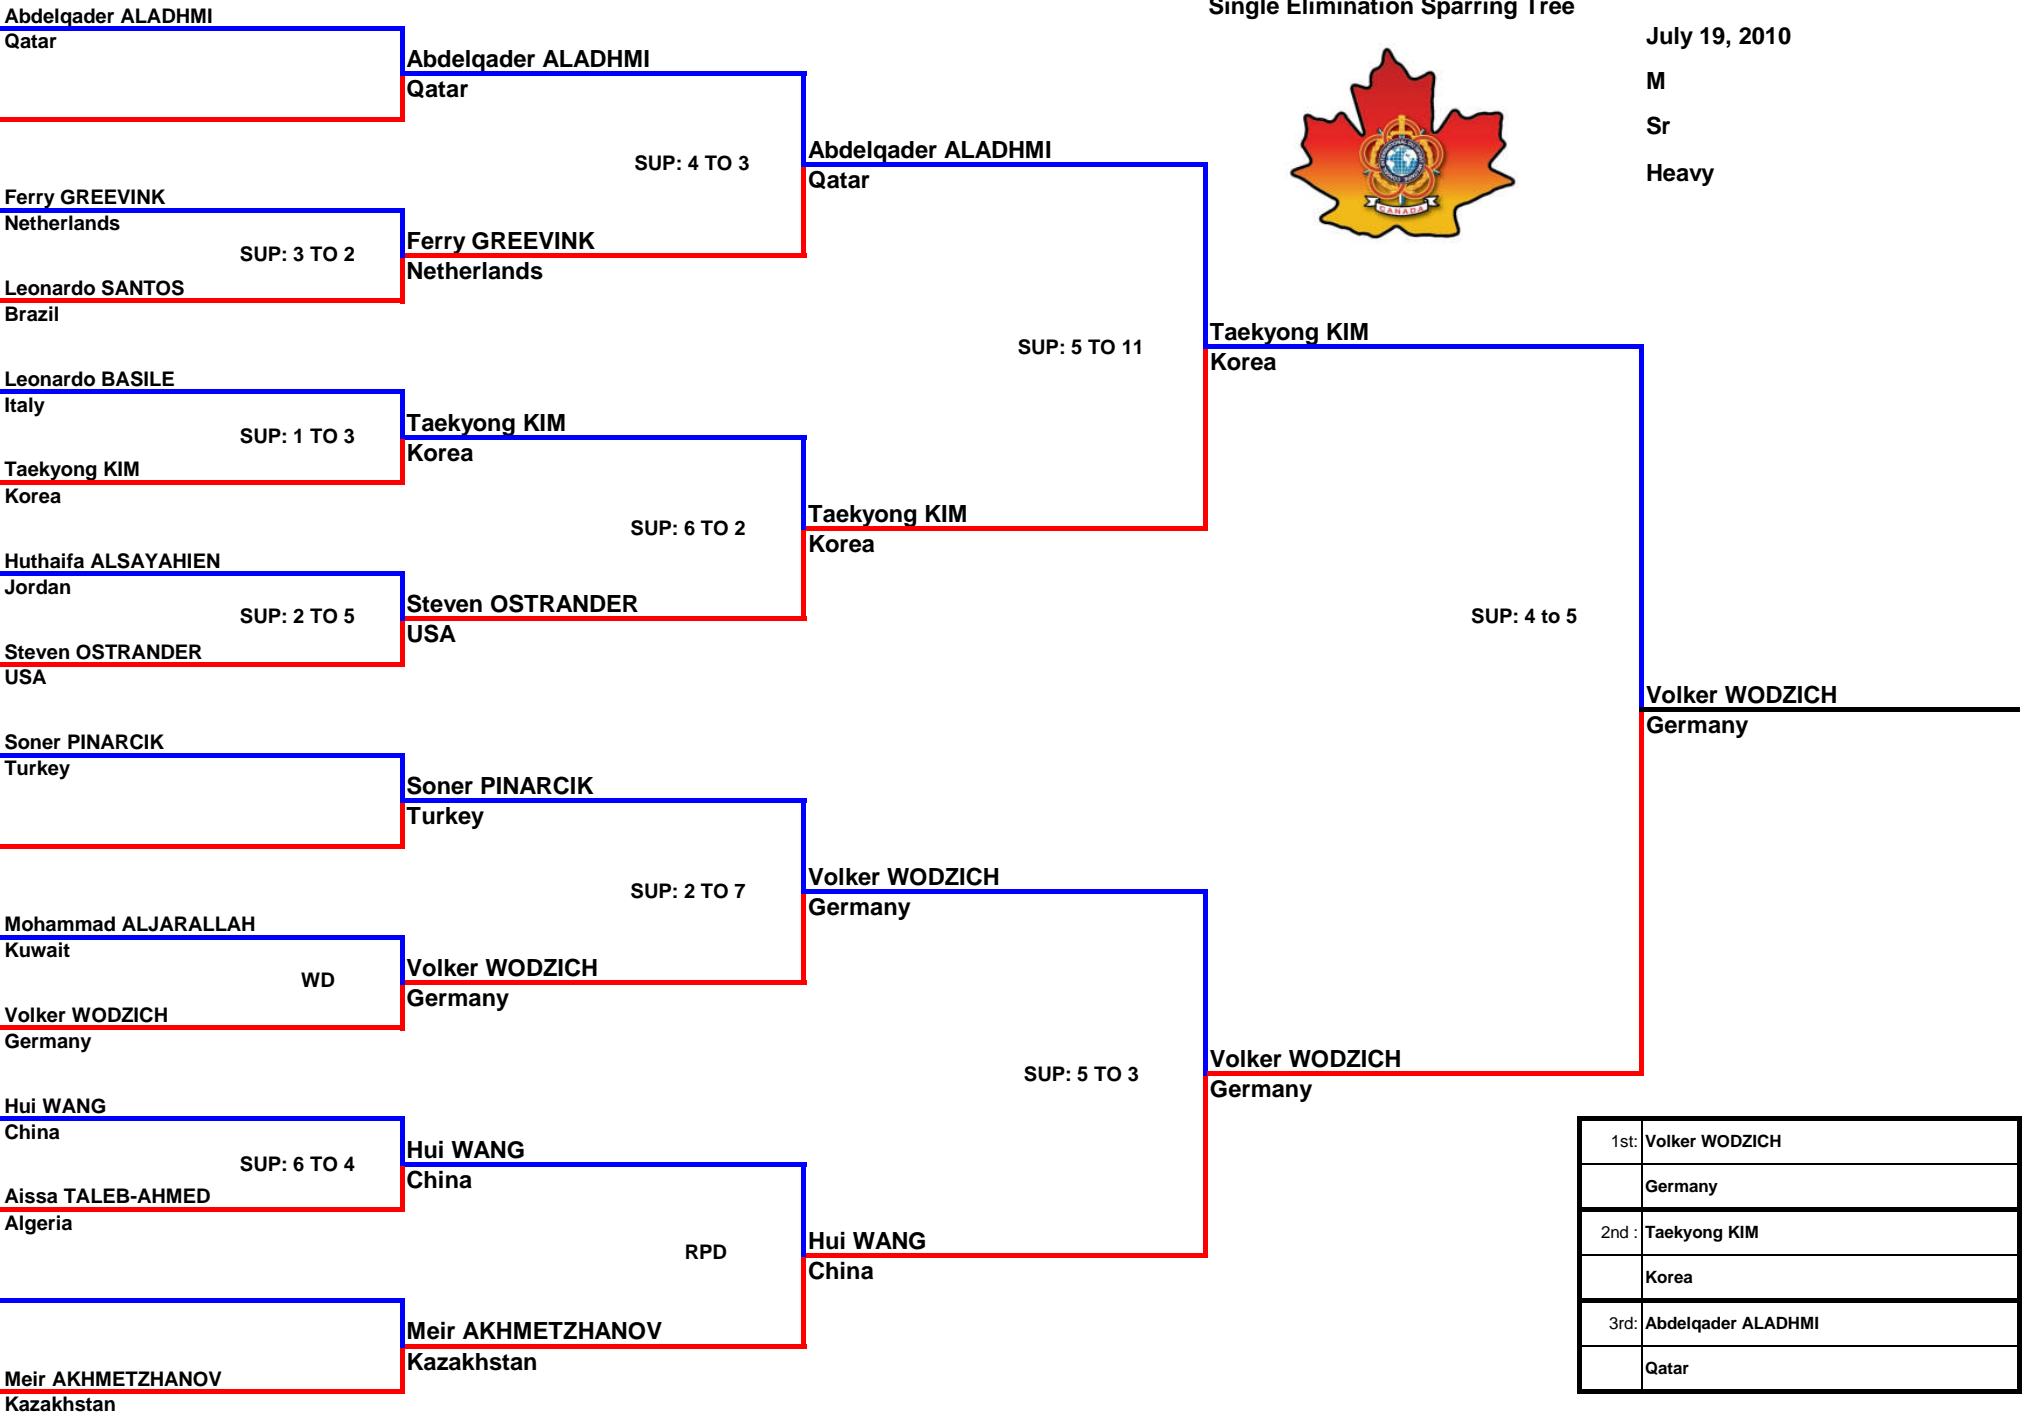 Single Elimination Sparring Tree
July 19, 2010
M
Sr
Heavy
CANADA
Abdelqader ALADHMI
Qatar
Ferry GREEVINK
Netherlands
SUP: 3 TO 2
Leonardo SANTOS
Brazil
Leonardo BASILE
Italy
SUP: 1 TO 3
Taekyong KIM
Korea
Huthaifa ALSAYAHIEN
Jordan
SUP: 2 TO 5
Steven OSTRANDER
USA
Soner PINARCIK
Turkey
Mohammad ALJARALLAH
Kuwait
WD
Volker WODZICH
Germany
Hui WANG
China
SUP: 6 TO 4
Aissa TALEB-AHMED
Algeria
Meir AKHMETZHANOV
Kazakhstan
Abdelqader ALADHMI
Qatar
SUP: 4 TO 3
Ferry GREEVINK
Netherlands
Taekyong KIM
Korea
SUP: 6 TO 2
Steven OSTRANDER
USA
Soner PINARCIK
Turkey
SUP: 2 TO 7
Volker WODZICH
Germany
Hui WANG
China
RPD
Meir AKHMETZHANOV
Kazakhstan
Abdelqader ALADHMI
Qatar
SUP: 5 TO 11
Taekyong KIM
Korea
Volker WODZICH
Germany
SUP: 5 TO 3
Hui WANG
China
Taekyong KIM
Korea
SUP: 4 to 5
Volker WODZICH
Germany
Volker WODZICH
Germany
1st: Volker WODZICH
Germany
2nd : Taekyong KIM
Korea
3rd: Abdelqader ALADHMI
Qatar